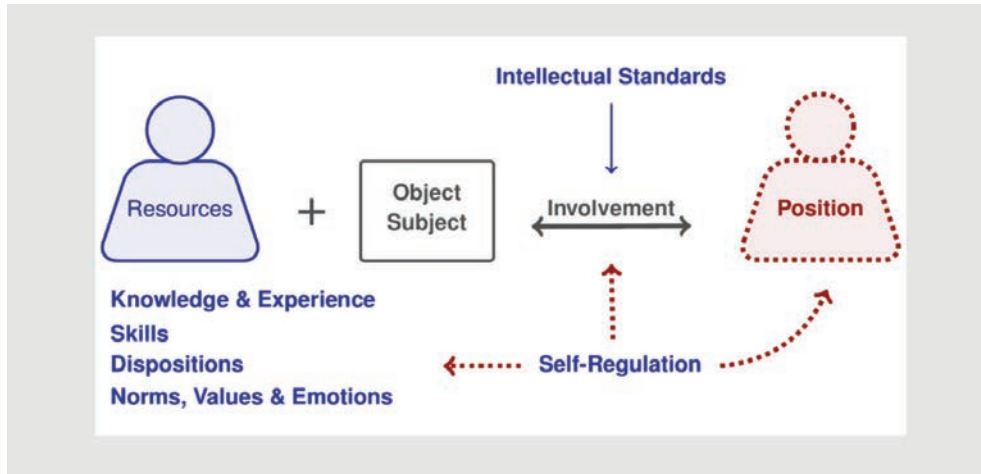 Intellectual Standards
Resources
+
Object
Subject
Involvement
Position
Knowledge & Experience
Skills
Dispositions
Norms, Values & Emotions
Self-Regulation